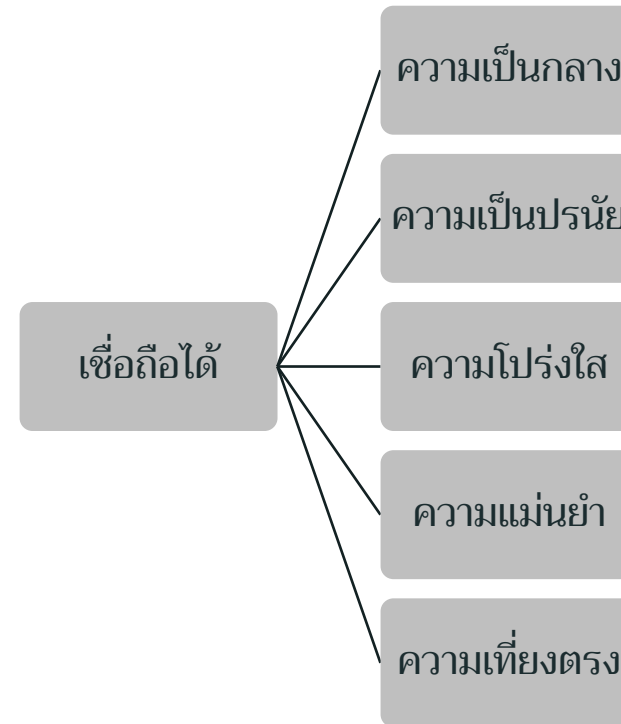 ความเป็นกลาง
ความเป็นปรนัย
เชื่อถือได้
ความโปร่งใส
ความแม่นยำ
ความเที่ยงตรง